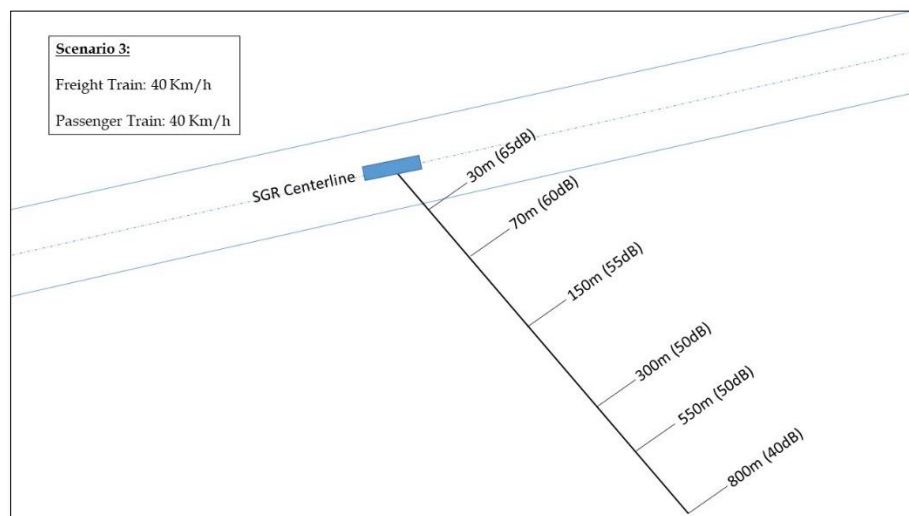 Scenario 3:
Freight Train: 40 Km/h
Passenger Train: 40 Km/h
SGR Centerline
30m (65dB)
70m (60dB)
150m (55dB)
300m (50dB)
550m (50dB)
800m (40dB)